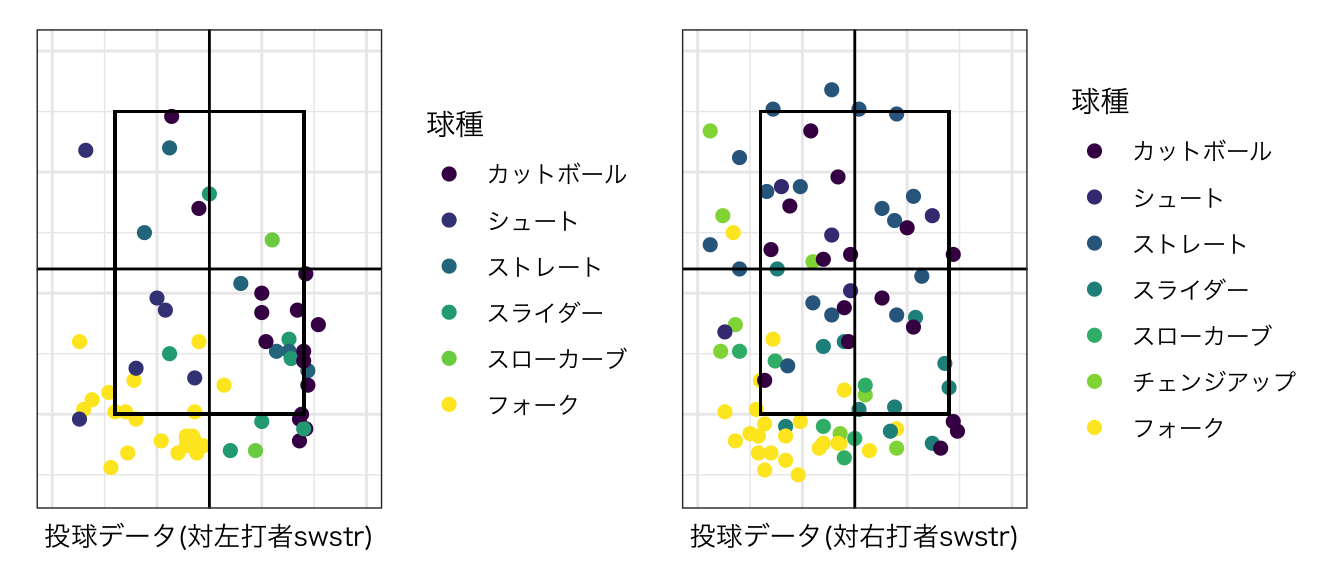 球種
カットボール
シュート
ストレート
スライダー
スローカーブ
フォーク
投球データ(対左打者swstr)
球種
カットボール
シュート
ストレート
スライダー
スローカーブ
チェンジアップ
フォーク
投球データ(対右打者swstr)